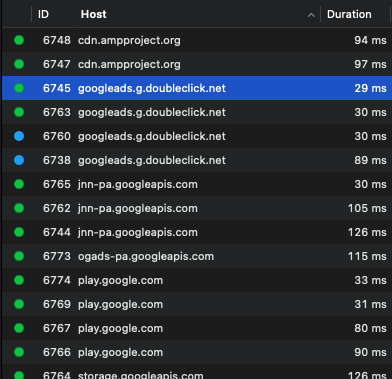 ID Host Duration
6748 cdn.ampproject.org 94 ms
6747 cdn.ampproject.org 97 ms
6745 googleads.g.doubleclick.net 29 ms
6763 googleads.g.doubleclick.net 30 ms
6760 googleads.g.doubleclick.net 30 ms
6738 googleads.g.doubleclick.net 89 ms
6765 jnn-pa.googleapis.com 30 ms
6762 jnn-pa.googleapis.com 105 ms
6744 jnn-pa.googleapis.com 126 ms
6773 ogads-pa.googleapis.com 115 ms
6774 play.google.com 33 ms
6769 play.google.com 31 ms
6767 play.google.com 80 ms
6766 play.google.com 90 ms
6764 storage.googleapis.com 126 ms